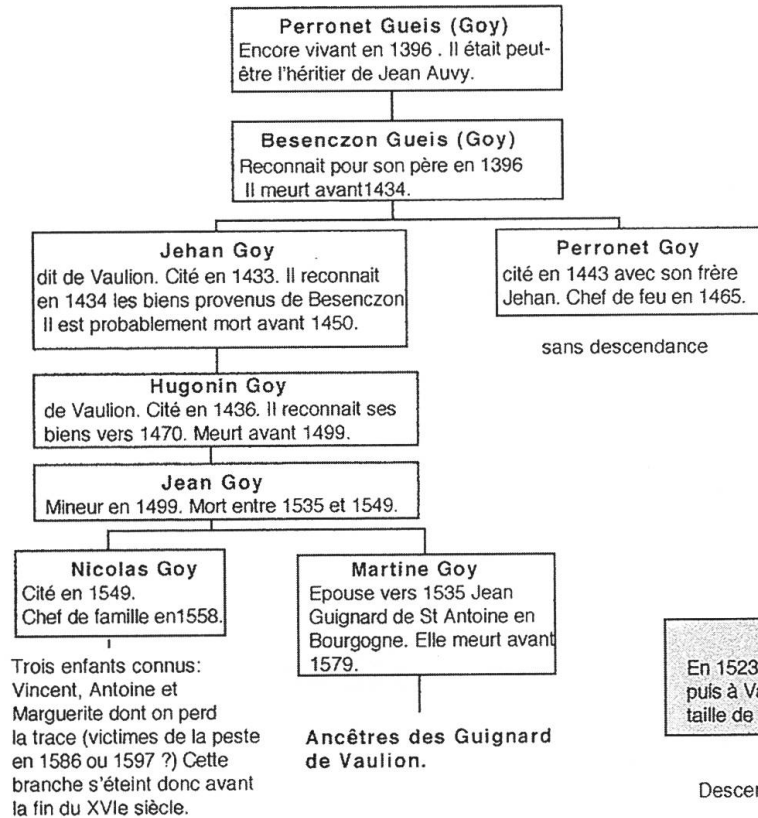 Perronet Gueis (Goy)
Encore vivant en 1396 . Il était peut-
être l'héritier de Jean Auvy.
Besenczon Gueis (Goy)
Reconnait pour son père en 1396
Il meurt avant1434.
Jehan Goy
dit de Vaulion. Cité en 1433. Il reconnait
en 1434 les biens provenus de Besenczon
Il est probablement mort avant 1450.
Perronet Goy
cité en 1443 avec son frère
Jehan. Chef de feu en 1465.
sans descendance
Hugonin Goy
de Vaulion. Cité en 1436. Il reconnait ses
biens vers 1470. Meurt avant 1499.
Jean Goy
Mineur en 1499. Mort entre 1535 et 1549.
Nicolas Goy
Cité en 1549.
Chef de famille en1558.
Martine Goy
Epouse vers 1535 Jean
Guignard de St Antoine en
Bourgogne. Elle meurt avant
1579.
Trois enfants connus:
Vincent, Antoine et
Marguerite dont on perd
la trace (victimes de la peste
en 1586 ou 1597 ?) Cette
branche s'éteint donc avant
la fin du XVIe siècle.
Ancêtres des Guignard
de Vaulion.
En 1523
puis à Va
taille de
Descen